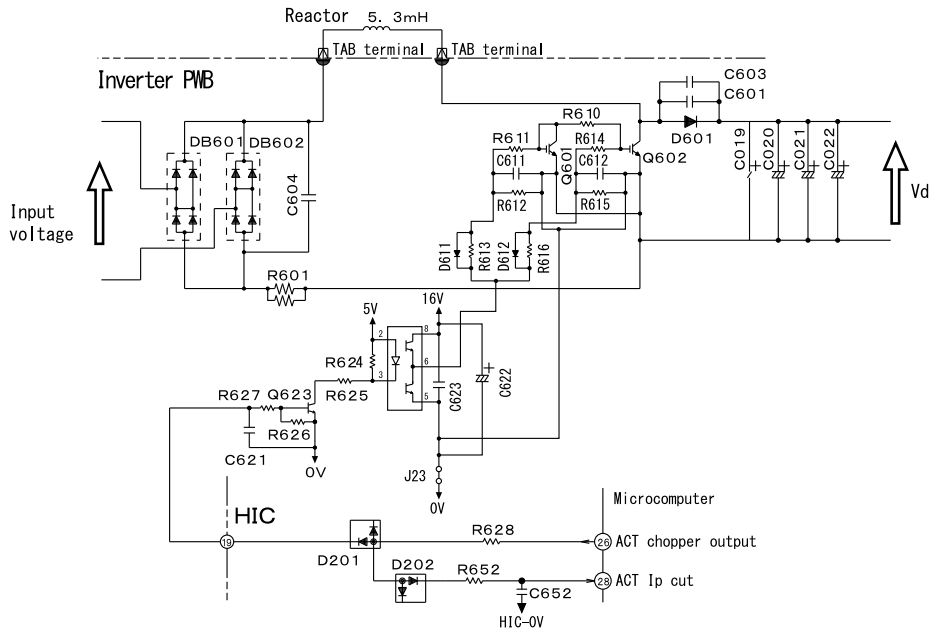 Reactor 5. 3mH
TAB terminal TAB terminal
Inverter PWB
C603
C601
D601
R610
R611 R614
Q601 Q602
C611 C612
R612 R615
DB601 DB602
C604
C019 C020 C021 C022
Input
voltage
Vd
D611 R613 D612 R616
R601
5V 16V
2 8
6
3 5
R624
R625
C623 C622
R627 Q623
R626
C621
0V
J23
0V
HIC
Microcomputer
19 R628 26 ACT chopper output
D201 D202
R652 28 ACT Ip cut
C652
HIC-0V